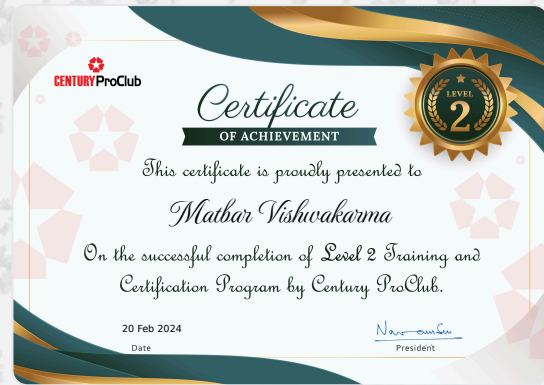 CENTURY ProClub
LEVEL
2
Certificate
OF ACHIEVEMENT
This certificate is proudly presented to
Matbar Vishwakarma
On the successful completion of Level 2 Training and
Certification Program by Century ProClub.
20 Feb 2024
Date
President